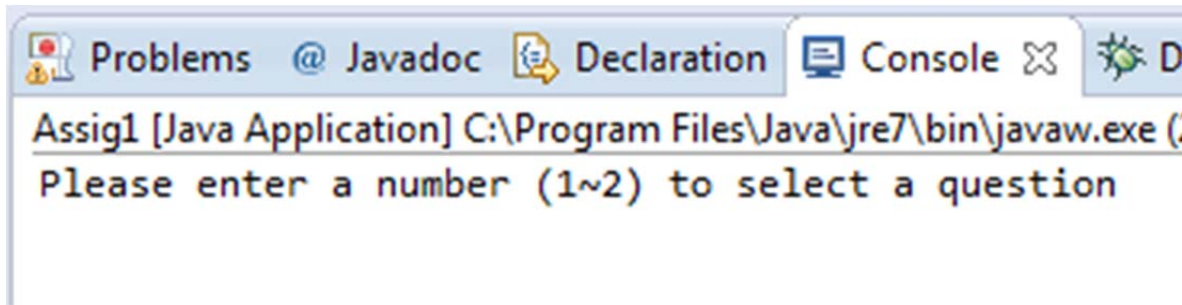 Problems @ Javadoc Declaration Console D
Assig1 [Java Application] C:\Program Files\Java\jre7\bin\javaw.exe (
Please enter a number (1~2) to select a question